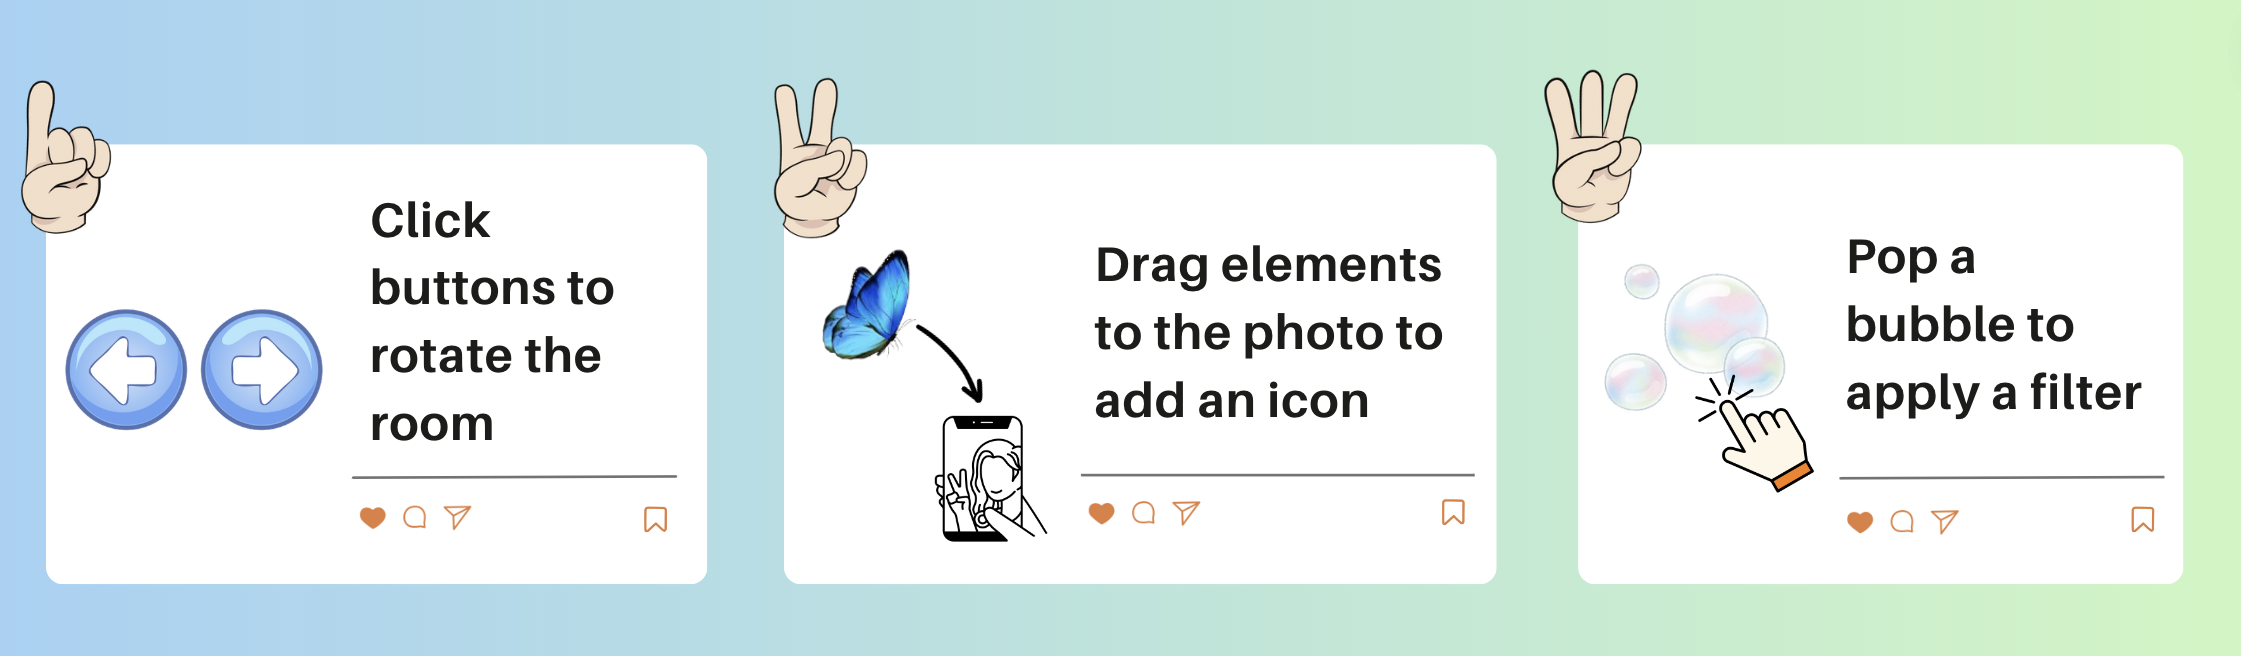 Click
buttons to
rotate the
room
Drag elements
to the photo to
add an icon
Pop a
bubble to
apply a filter